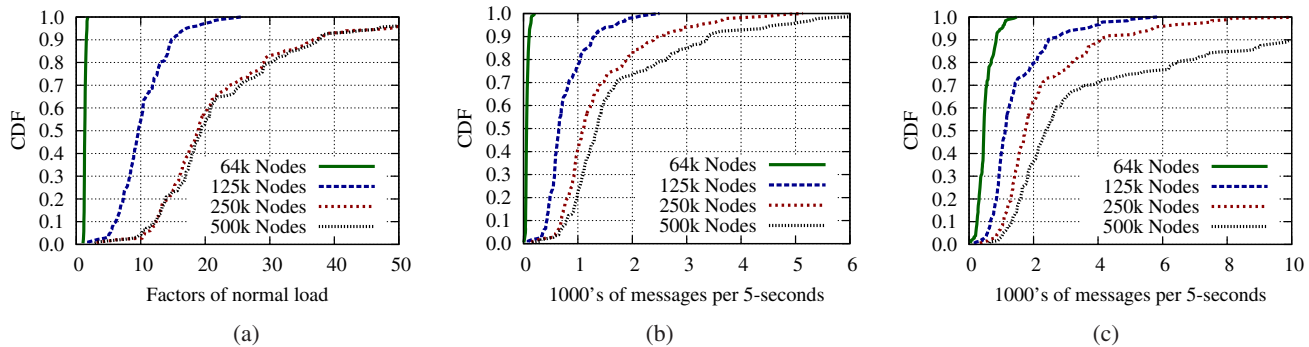 CDF
1.0
0.9
0.8
0.7
0.6
0.5
0.4
0.3
0.2
0.1
0.0
64k Nodes
125k Nodes
250k Nodes
500k Nodes
0 10 20 30 40 50
Factors of normal load
(a)
CDF
1.0
0.9
0.8
0.7
0.6
0.5
0.4
0.3
0.2
0.1
0.0
64k Nodes
125k Nodes
250k Nodes
500k Nodes
0 1 2 3 4 5 6
1000's of messages per 5-seconds
(b)
CDF
1.0
0.9
0.8
0.7
0.6
0.5
0.4
0.3
0.2
0.1
0.0
64k Nodes
125k Nodes
250k Nodes
500k Nodes
0 2 4 6 8 10
1000's of messages per 5-seconds
(c)